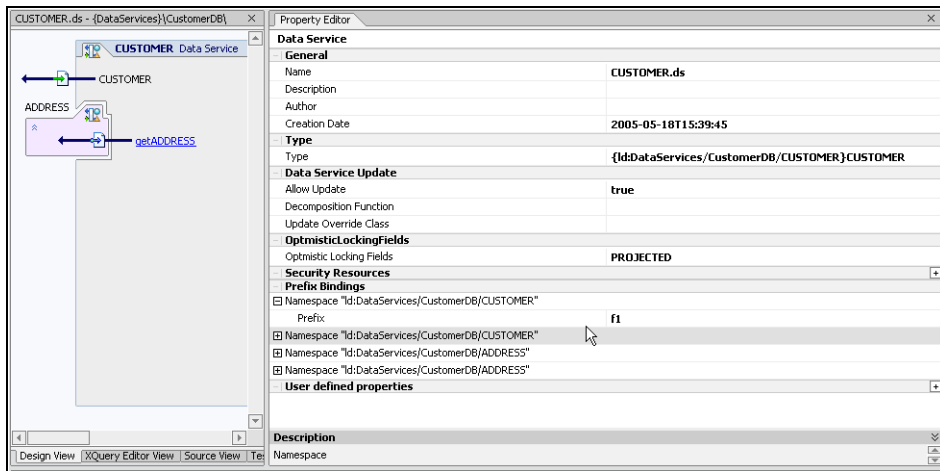 CUSTOMER.ds - {DataServices}\CustomerDB\
CUSTOMER Data Service
CUSTOMER
ADDRESS
getADDRESS
Design View XQuery Editor View Source View Te
Property Editor
Data Service
General
Name CUSTOMER.ds
Description
Author
Creation Date 2005-05-18T15:39:45
Type
Type {ld:DataServices/CustomerDB/CUSTOMER}CUSTOMER
Data Service Update
Allow Update true
Decomposition Function
Update Override Class
OptmisticLockingFields
Optmistic Locking Fields PROJECTED
Security Resources
Prefix Bindings
Namespace "ld:DataServices/CustomerDB/CUSTOMER"
Prefix f1
Namespace "ld:DataServices/CustomerDB/CUSTOMER"
Namespace "ld:DataServices/CustomerDB/ADDRESS"
Namespace "ld:DataServices/CustomerDB/ADDRESS"
User defined properties
Description
Namespace